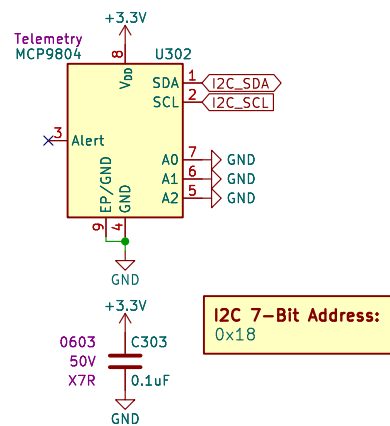 +3.3V
Telemetry
MCP9804
U302
8
VDD
SDA 1 I2C_SDA
SCL 2 I2C_SCL
3 Alert
A0 7 GND
A1 6 GND
A2 5 GND
EP/GND
GND
9 4
GND
+3.3V
0603 C303
50V
X7R 0.1uF
GND
I2C 7-Bit Address:
0x18